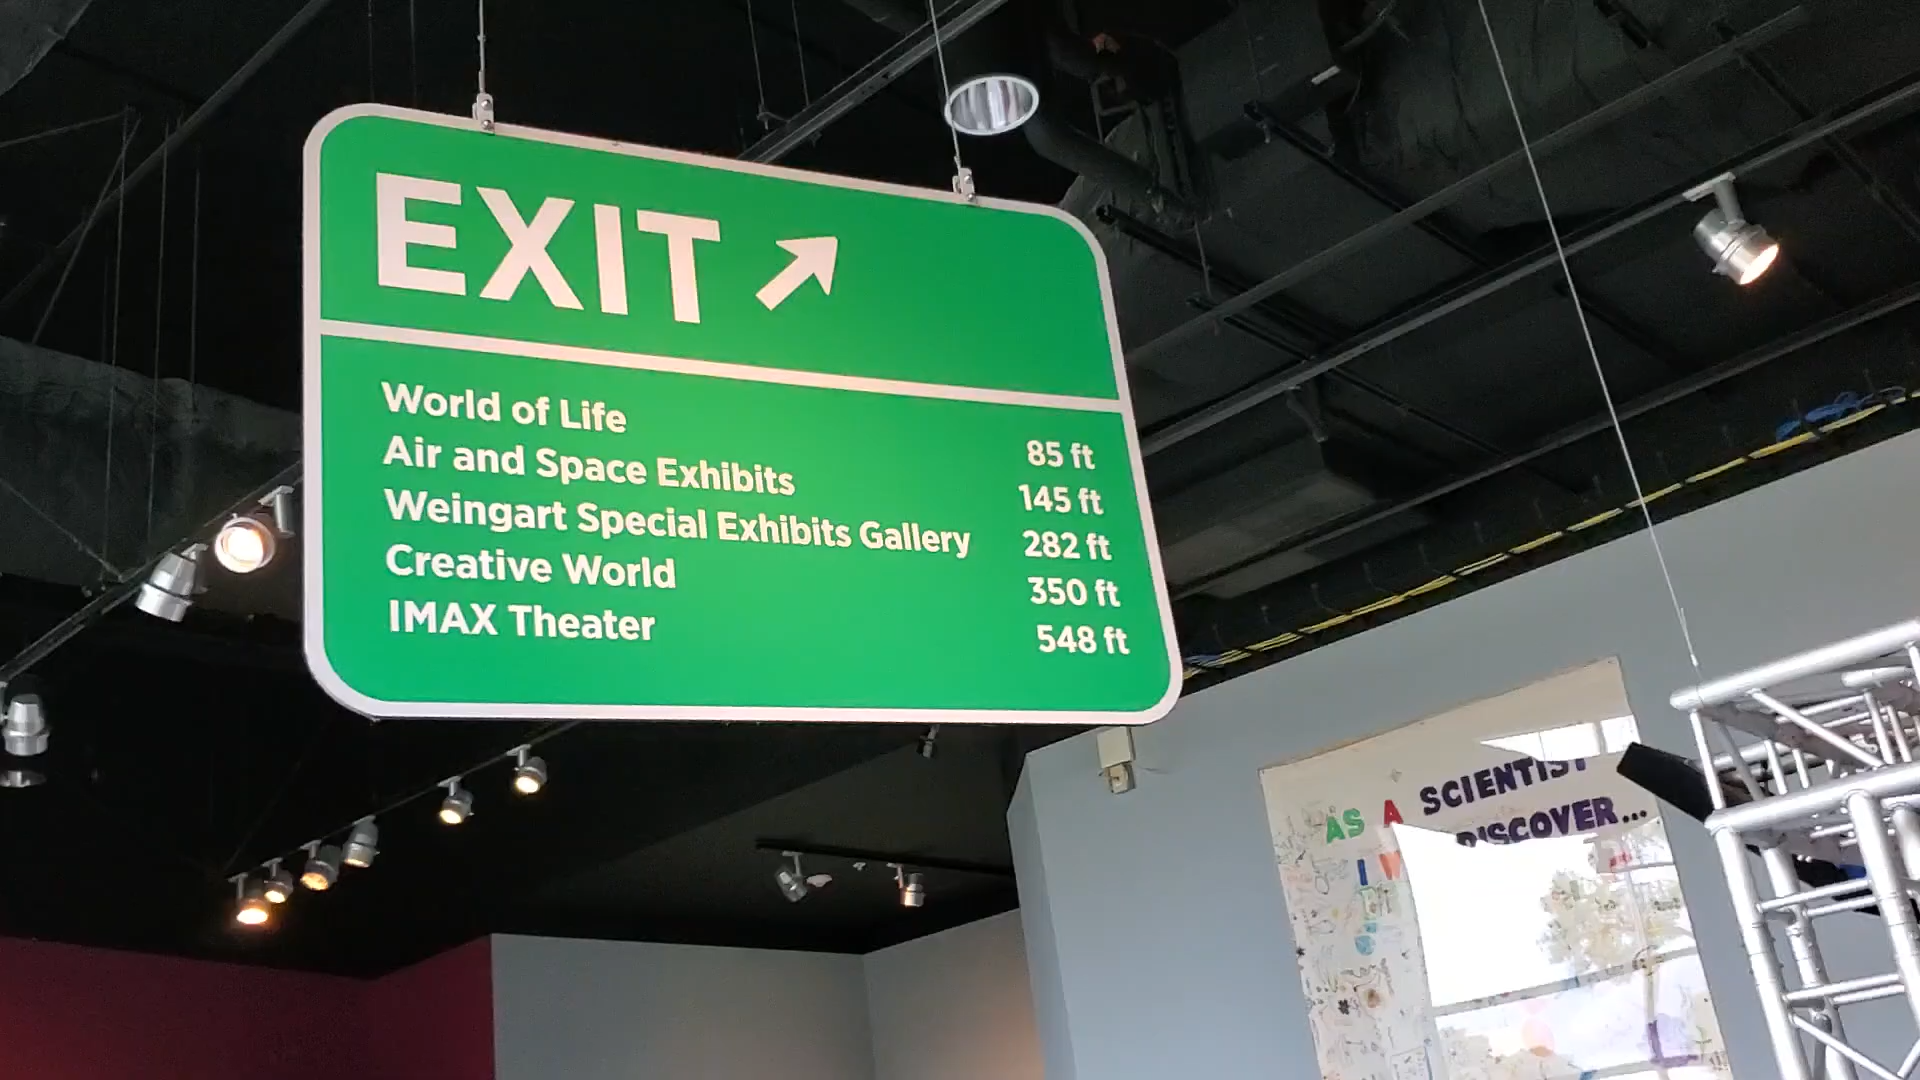 EXIT ↗
World of Life 85 ft
Air and Space Exhibits 145 ft
Weingart Special Exhibits Gallery 282 ft
Creative World 350 ft
IMAX Theater 548 ft
AS A SCIENTIST
I W DISCOVER...